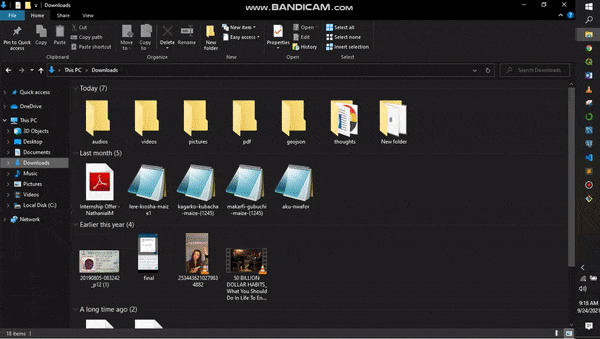 Downloads
www.BANDICAM.com
File
Home
Share
View
Pin to Quick access
Copy
Paste
Cut
Copy path
Paste shortcut
Move to
Copy to
Delete
Rename
New folder
New item
Easy access
Properties
Open
Edit
History
Select all
Select none
Invert selection
Clipboard
Organize
New
Open
Select
This PC
Downloads
Search Downloads
Quick access
OneDrive
This PC
3D Objects
Desktop
Documents
Downloads
Music
Pictures
Videos
Local Disk (C:)
Network
Today (7)
audios
videos
pictures
pdf
geojson
thoughts
New folder
Last month (5)
Internship Offer - NathanialM
lere-krosha-maize1
kagarko-kubacha-maize-(1245)
makarfi-gubuchi-maize-(1245)
aku-nwafor
Earlier this year (4)
20190805-083242_p12 (1)
final
2534436210279834882
50 BILLION DOLLAR HABITS_ What You Should Do In Life To En...
A long time ago (2)
18 items
9:18 AM
9/24/2021